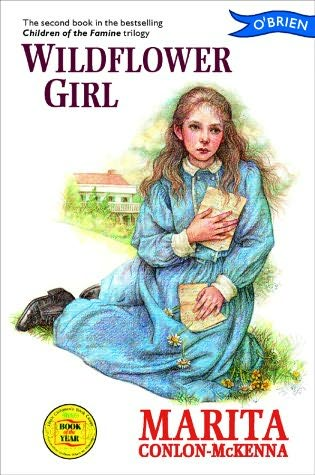 The second book in the bestselling
Children of the Famine trilogy
O'BRIEN
WILDFLOWER
GIRL
BOOK
of the
YEAR
MARITA
CONLON-McKENNA